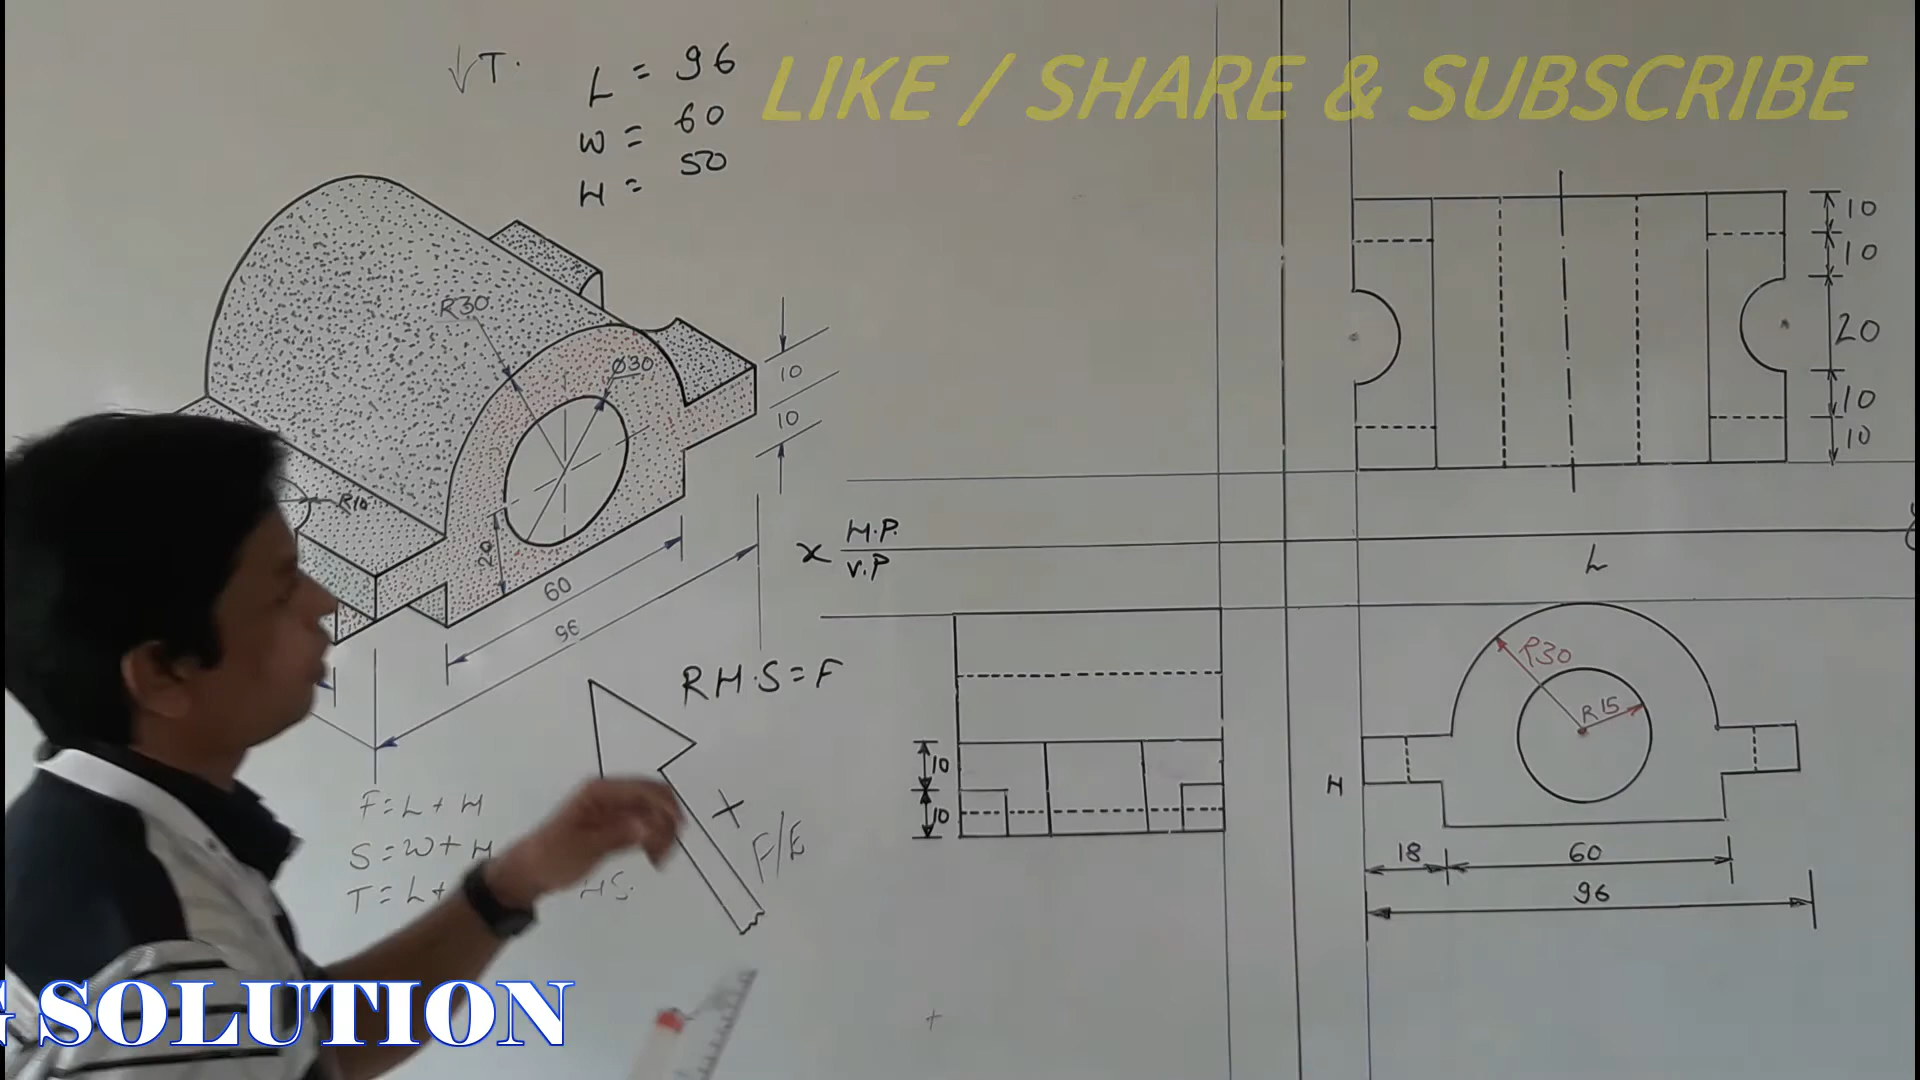 ↓T.
L = 96
W = 60
H = 50
LIKE / SHARE & SUBSCRIBE
R30
Ø30
10
10
R10
20
60
96
RHS=F
F=L+H
S=W+H
T=L+
H.S.
X
F/E
10
10
20
10
10
X H.P.
V.P
L
R30
R15
10
10
H
18
60
96
SOLUTION